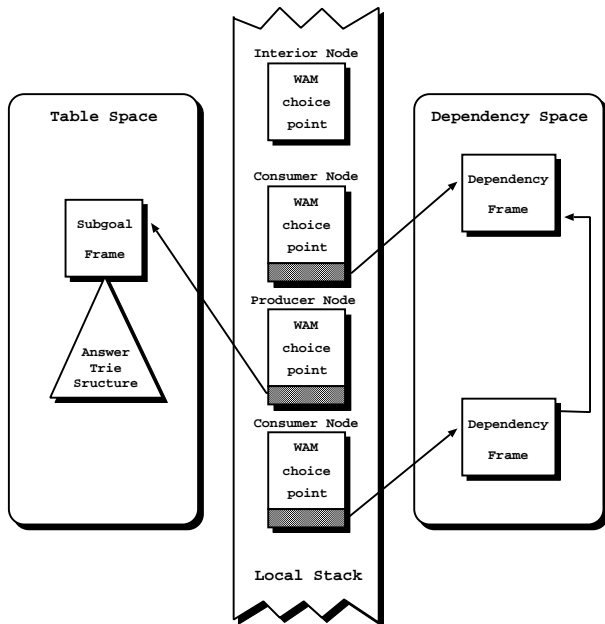 Table Space
Subgoal
Frame
Answer
Trie
Sructure
Interior Node
WAM
choice
point
Consumer Node
WAM
choice
point
Producer Node
WAM
choice
point
Consumer Node
WAM
choice
point
Local Stack
Dependency Space
Dependency
Frame
Dependency
Frame